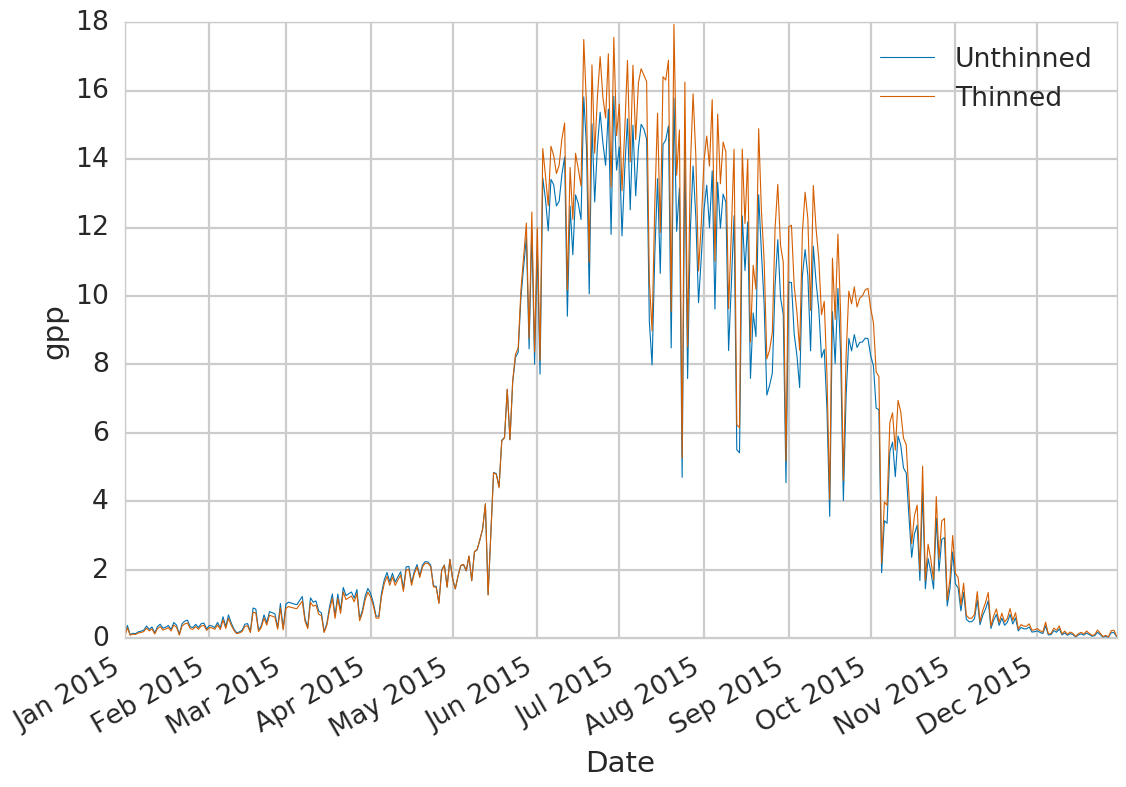 18
16
14
12
10
8
6
4
2
0
gpp
Unthinned
Thinned
Jan 2015
Feb 2015
Mar 2015
Apr 2015
May 2015
Jun 2015
Jul 2015
Aug 2015
Sep 2015
Oct 2015
Nov 2015
Dec 2015
Date